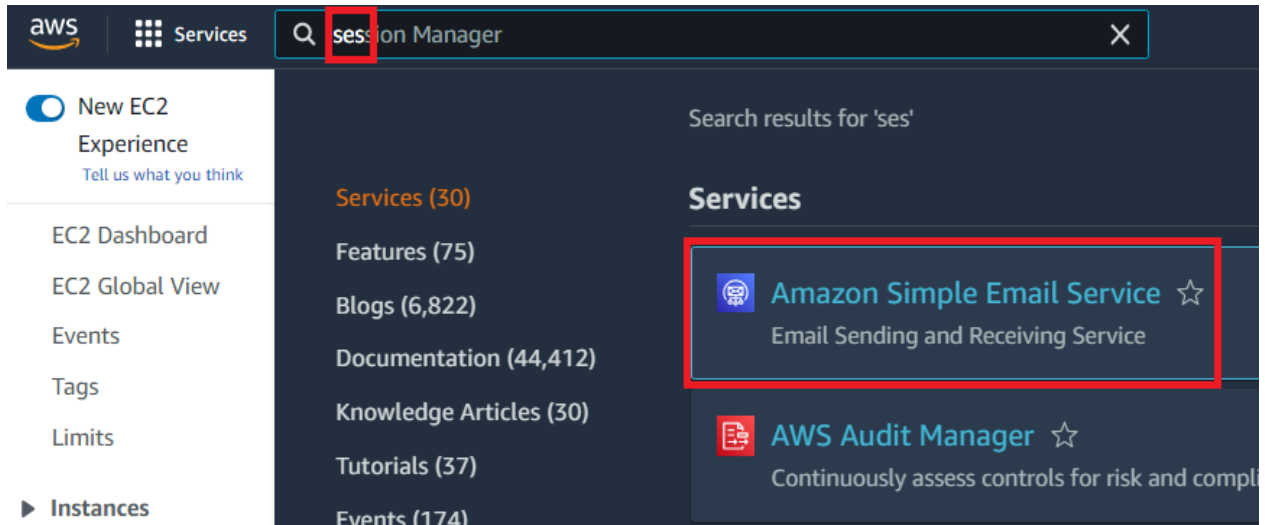 aws
Services
session Manager
New EC2
Experience
Tell us what you think
EC2 Dashboard
EC2 Global View
Events
Tags
Limits
Instances
Services (30)
Features (75)
Blogs (6,822)
Documentation (44,412)
Knowledge Articles (30)
Tutorials (37)
Events (174)
Search results for 'ses'
Services
Amazon Simple Email Service
Email Sending and Receiving Service
AWS Audit Manager
Continuously assess controls for risk and compli